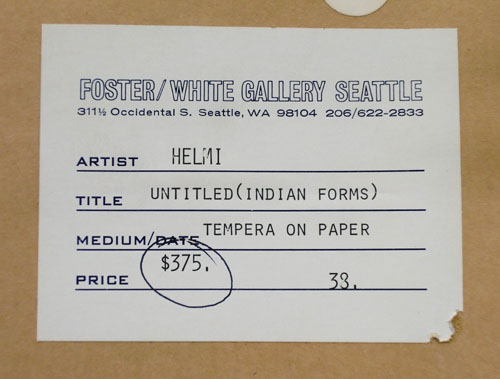 FOSTER/WHITE GALLERY SEATTLE
311½ Occidental S. Seattle, WA 98104 206/622-2833
ARTIST HELMI
TITLE UNTITLED(INDIAN FORMS)
MEDIUM/DATE TEMPERA ON PAPER
$375.
PRICE 33.